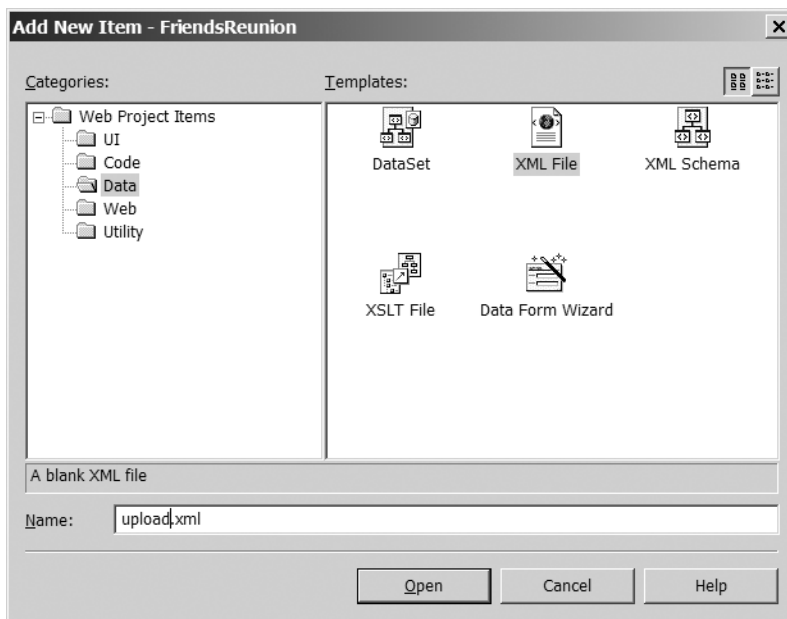 Add New Item - FriendsReunion
Categories:
Templates:
Web Project Items
UI
Code
Data
Web
Utility
DataSet
XML File
XML Schema
XSLT File
Data Form Wizard
A blank XML file
Name:
upload.xml
Open
Cancel
Help